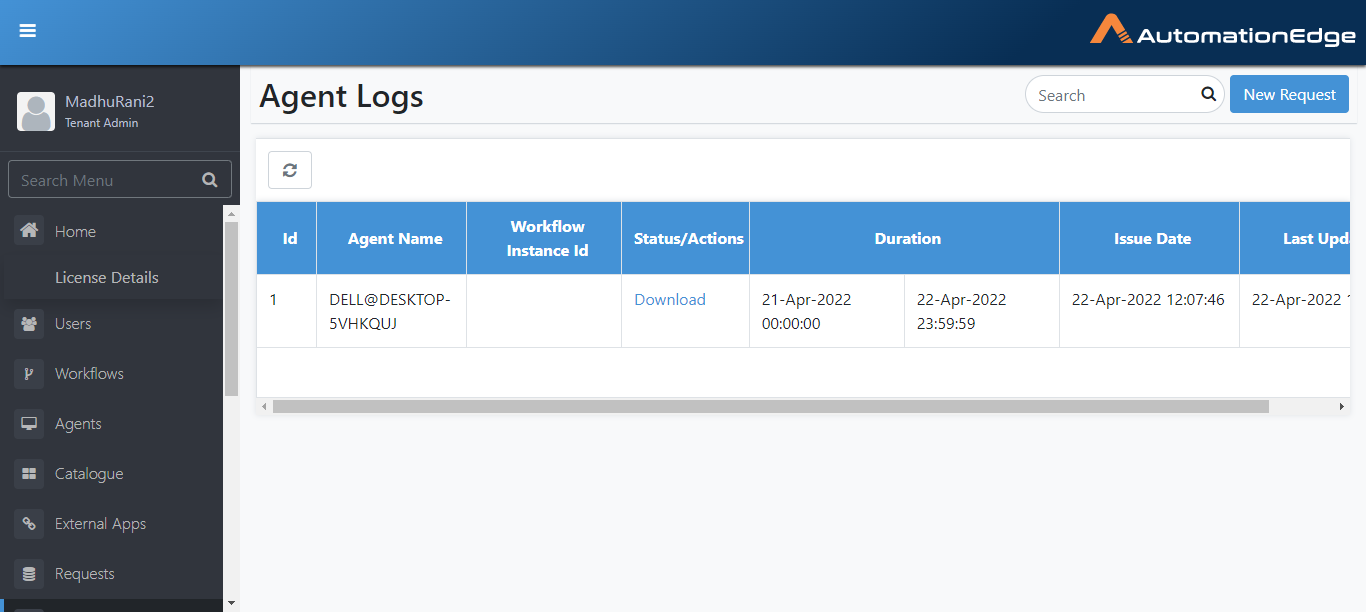 AutomationEdge
MadhuRani2
Tenant Admin
Agent Logs
Search
New Request
Search Menu
Home
License Details
Users
Workflows
Agents
Catalogue
External Apps
Requests
Id
Agent Name
Workflow
Instance Id
Status/Actions
Duration
Issue Date
Last Upd
1
DELL@DESKTOP-
5VHKQUJ
Download
21-Apr-2022
00:00:00
22-Apr-2022
23:59:59
22-Apr-2022 12:07:46
22-Apr-2022